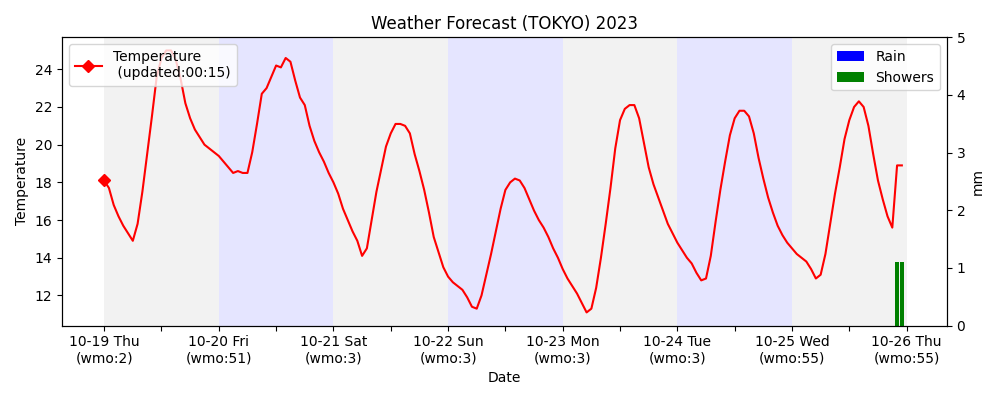 Weather Forecast (TOKYO) 2023
Temperature
(updated:00:15)
Rain
Showers
Temperature
24
22
20
18
16
14
12
5
4
3
2
1
0
mm
10-19 Thu
(wmo:2)
10-20 Fri
(wmo:51)
10-21 Sat
(wmo:3)
10-22 Sun
(wmo:3)
10-23 Mon
(wmo:3)
10-24 Tue
(wmo:3)
10-25 Wed
(wmo:55)
10-26 Thu
(wmo:55)
Date